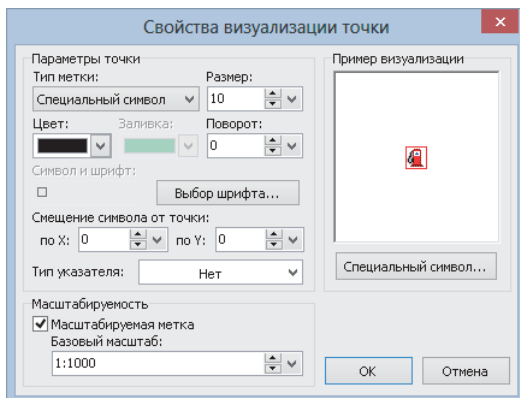 Свойства визуализации точки
Параметры точки
Тип метки: Размер:
Специальный символ 10
Цвет: Заливка: Поворот:
0
Символ и шрифт:
Выбор шрифта...
Смещение символа от точки:
по X: 0 по Y: 0
Тип указателя: Нет
Масштабируемость
Масштабируемая метка
Базовый масштаб:
1:1000
Пример визуализации
Специальный символ...
OK Отмена